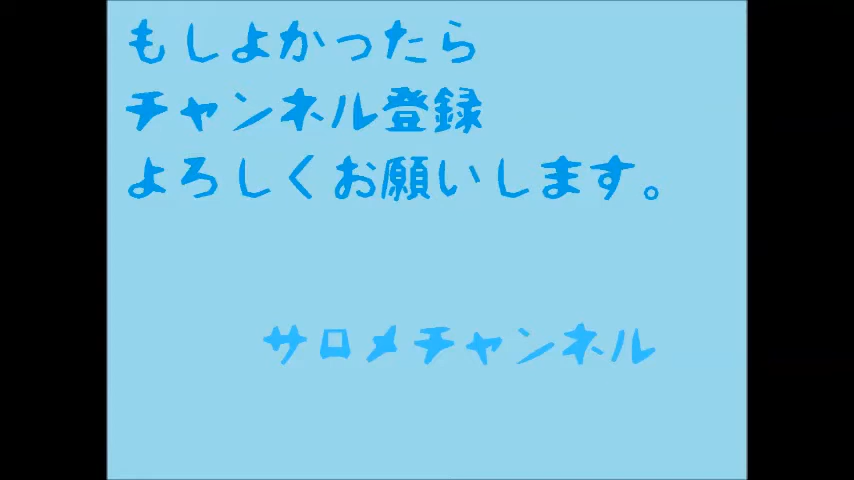 もしよかったら
チャンネル登録
よろしくお願いします。
サロメチャンネル